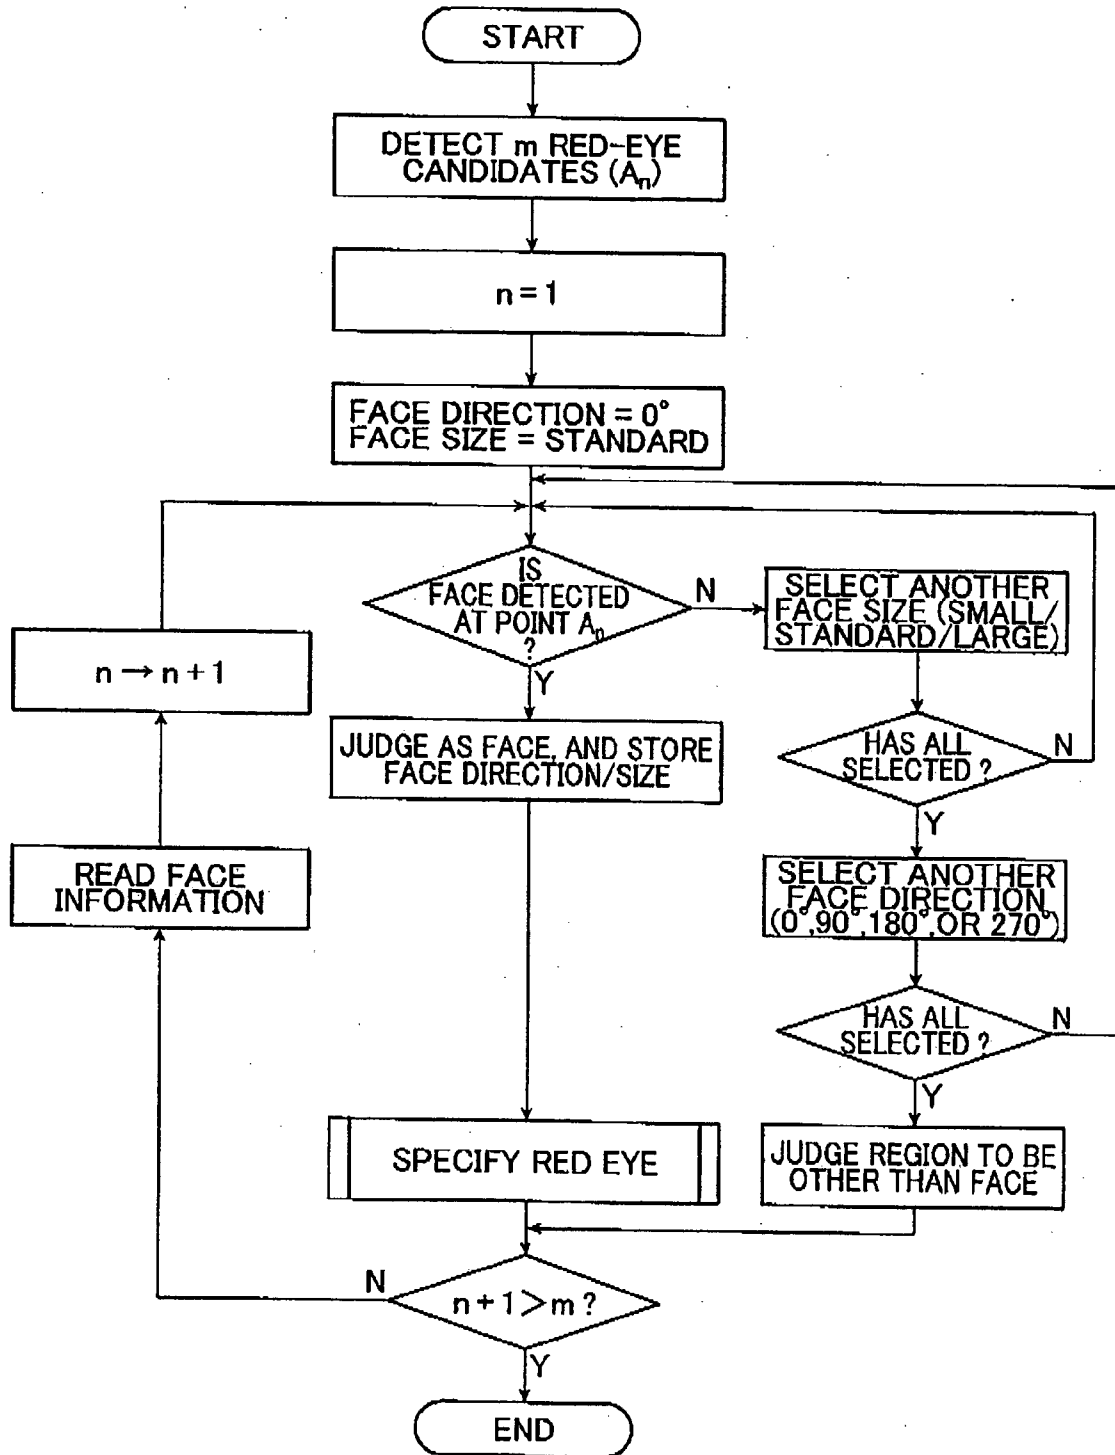 START
DETECT m RED-EYE
CANDIDATES (Aₙ)
n=1
FACE DIRECTION = 0°
FACE SIZE = STANDARD
IS
FACE DETECTED
AT POINT Aₙ
?
N
Y
SELECT ANOTHER
FACE SIZE (SMALL/
STANDARD/LARGE)
n → n+1
JUDGE AS FACE, AND STORE
FACE DIRECTION/SIZE
HAS ALL
SELECTED ?
N
Y
READ FACE
INFORMATION
SELECT ANOTHER
FACE DIRECTION
(0°,90°,180°,OR 270°)
HAS ALL
SELECTED ?
N
Y
SPECIFY RED EYE
JUDGE REGION TO BE
OTHER THAN FACE
N
n+1>m ?
Y
END